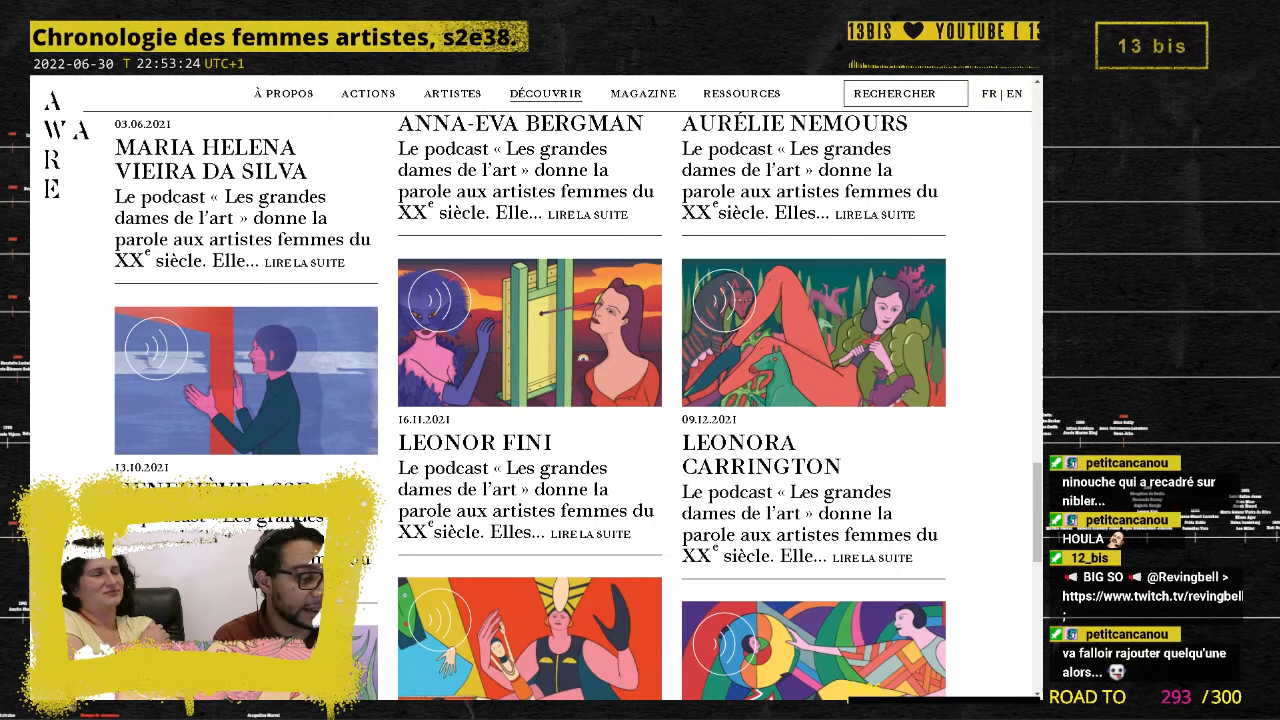 Chronologie des femmes artistes, s2e38.
2022-06-30 T 22:53:24 UTC+1
13BIS YOUTUBE [ 1
13 bis
A
WA
R
E
À PROPOS ACTIONS ARTISTES DÉCOUVRIR MAGAZINE RESSOURCES RECHERCHER FR | EN
03.06.2021
MARIA HELENA
VIEIRA DA SILVA
Le podcast « Les grandes
dames de l’art » donne la
parole aux artistes femmes du
XXe siècle. Elle... LIRE LA SUITE
ANNA-EVA BERGMAN
Le podcast « Les grandes
dames de l’art » donne la
parole aux artistes femmes du
XXe siècle. Elle... LIRE LA SUITE
AURÉLIE NEMOURS
Le podcast « Les grandes
dames de l’art » donne la
parole aux artistes femmes du
XXe siècle. Elles... LIRE LA SUITE
13.10.2021
16.11.2021
LEONOR FINI
Le podcast « Les grandes
dames de l’art » donne la
parole aux artistes femmes du
XXe siècle. Elles... LIRE LA SUITE
09.12.2021
LEONORA
CARRINGTON
Le podcast « Les grandes
dames de l’art » donne la
parole aux artistes femmes du
XXe siècle. Elle... LIRE LA SUITE
petitcancanou
ninouche qui a recadré sur
nibler...
petitcancanou
HOULA
12_bis
BIG SO @Revingbell >
https://www.twitch.tv/revingbell
;
petitcancanou
va falloir rajouter quelqu'une
alors...
ROAD TO 293 / 300